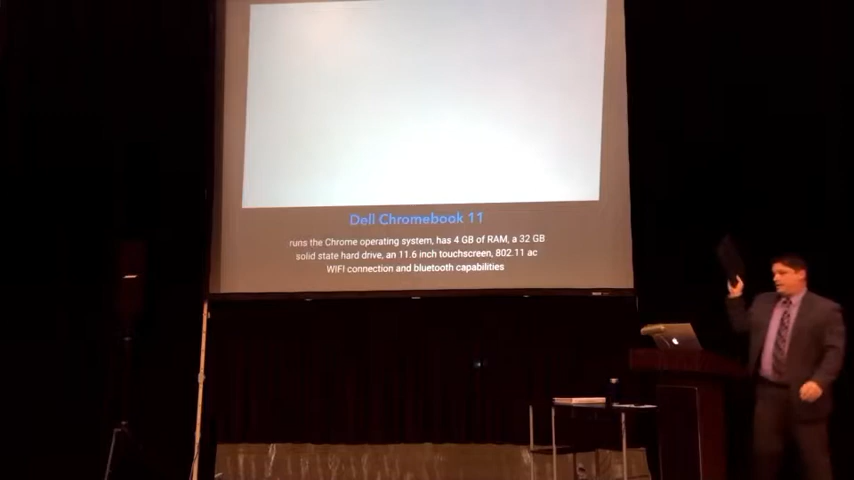 Dell Chromebook 11
runs the Chrome operating system, has 4 GB of RAM, a 32 GB
solid state hard drive, an 11.6 inch touchscreen, 802.11 ac
WIFI connection and bluetooth capabilities